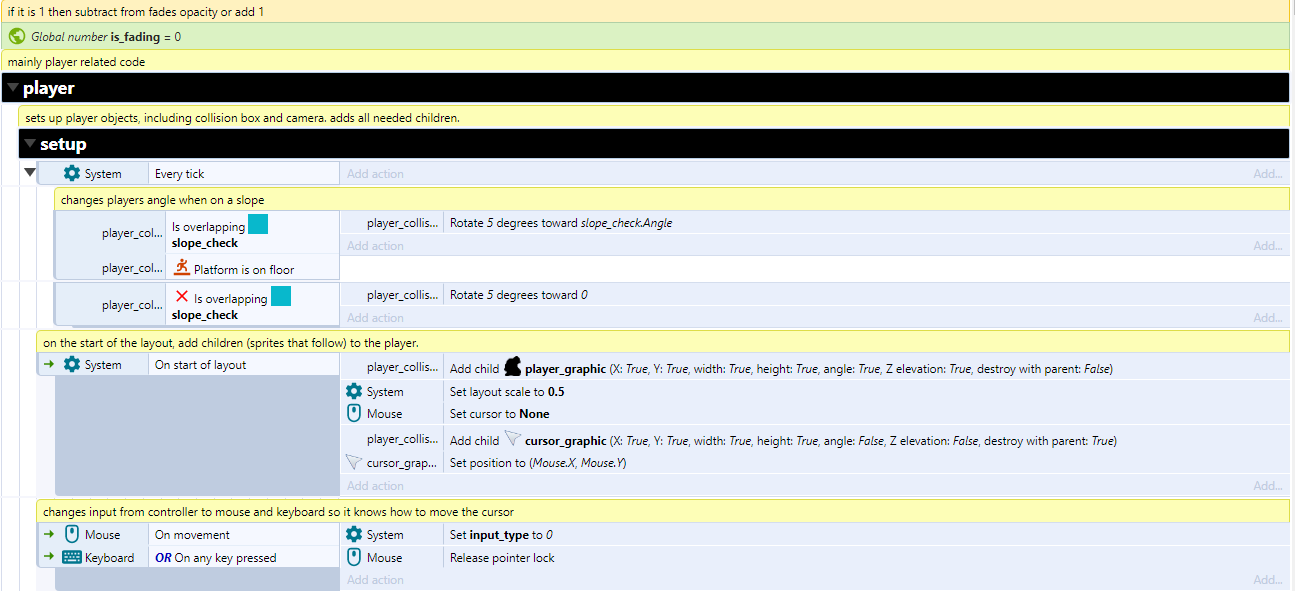 if it is 1 then subtract from fades opacity or add 1
Global number is_fading = 0
mainly player related code
player
sets up player objects, including collision box and camera. adds all needed children.
setup
System Every tick Add action Add...
changes players angle when on a slope
player_col... Is overlapping slope_check player_collis... Rotate 5 degrees toward slope_check.Angle
Add action Add...
player_col... Platform is on floor
player_col... Is overlapping slope_check player_collis... Rotate 5 degrees toward 0
Add action Add...
on the start of the layout, add children (sprites that follow) to the player.
System On start of layout player_collis... Add child player_graphic (X: True, Y: True, width: True, height: True, angle: True, Z elevation: True, destroy with parent: False)
System Set layout scale to 0.5
Mouse Set cursor to None
player_collis... Add child cursor_graphic (X: True, Y: True, width: True, height: True, angle: False, Z elevation: False, destroy with parent: True)
cursor_grap... Set position to (Mouse.X, Mouse.Y)
Add action Add...
changes input from controller to mouse and keyboard so it knows how to move the cursor
Mouse On movement System Set input_type to 0
Keyboard OR On any key pressed Mouse Release pointer lock
Add action Add...